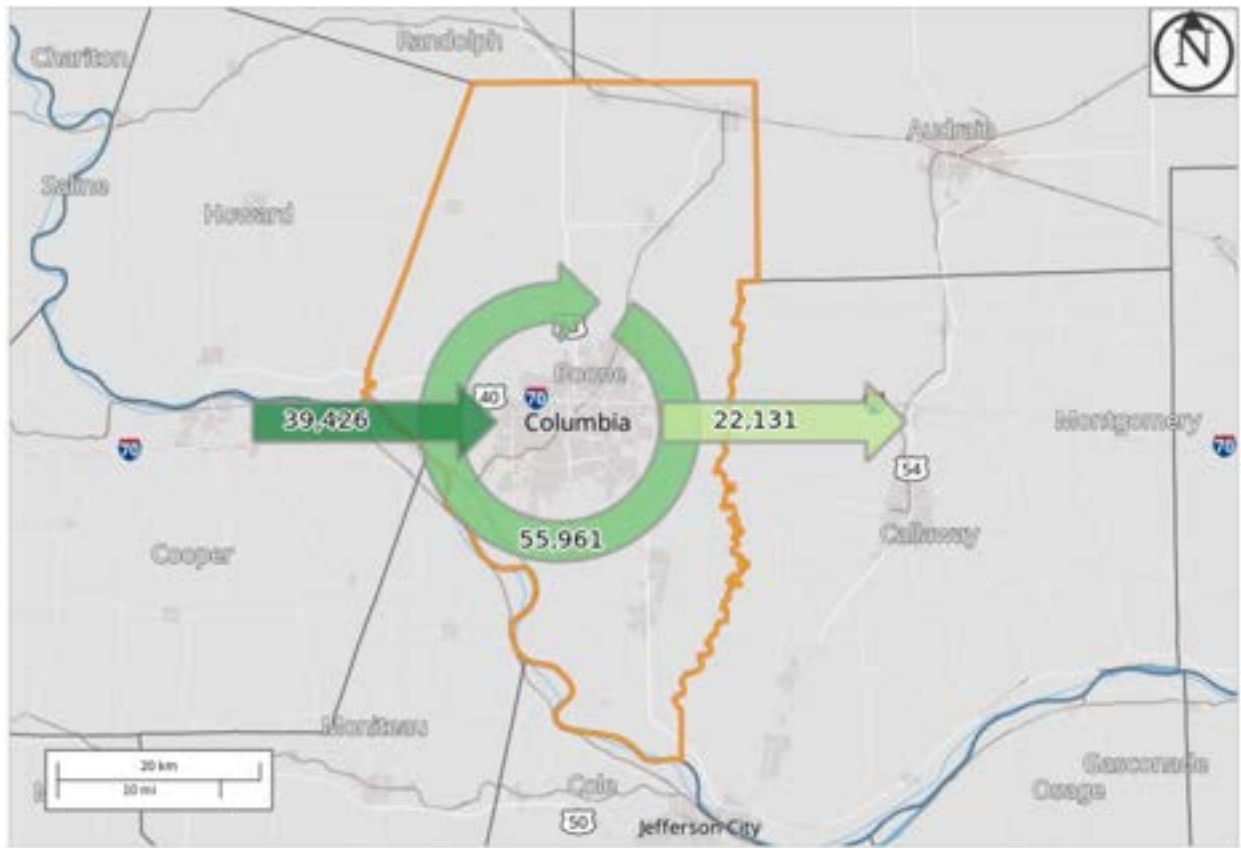 Chariton
Randolph
N
Audrain
Saline
Howard
Boone
40
70
39,426
Columbia
22,131
Montgomery
70
70
54
55,961
Callaway
Cooper
Moniteau
20 km
10 mi
Gasconade
Cole
Osage
50
Jefferson City